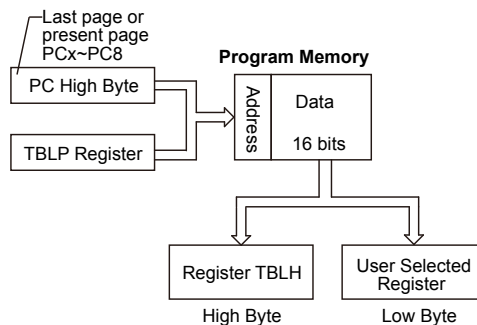 Last page or
present page
PCx~PC8
Program Memory
PC High Byte
TBLP Register
Address
Data
16 bits
Register TBLH
User Selected
Register
High Byte
Low Byte